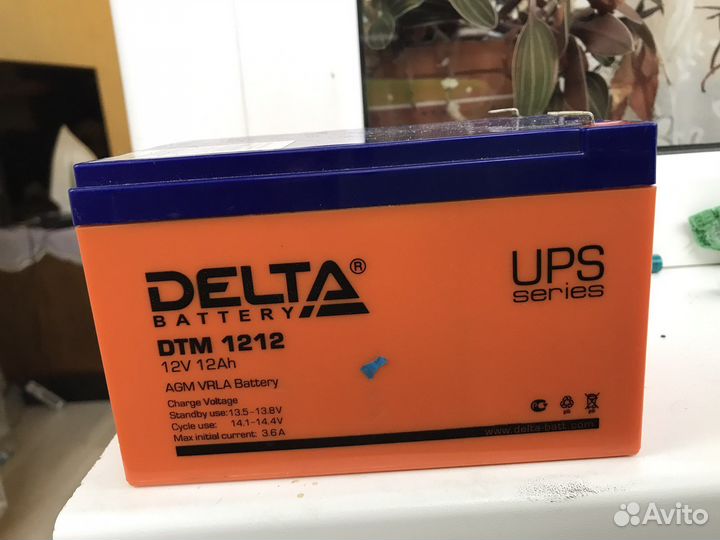 DELTA®
BATTERY
UPS
series
DTM 1212
12V 12Ah
AGM VRLA Battery
Charge Voltage
Standby use: 13.5-13.8V
Cycle use: 14.1-14.4V
Max initial current: 3.6A
www.delta-batt.com
Avito